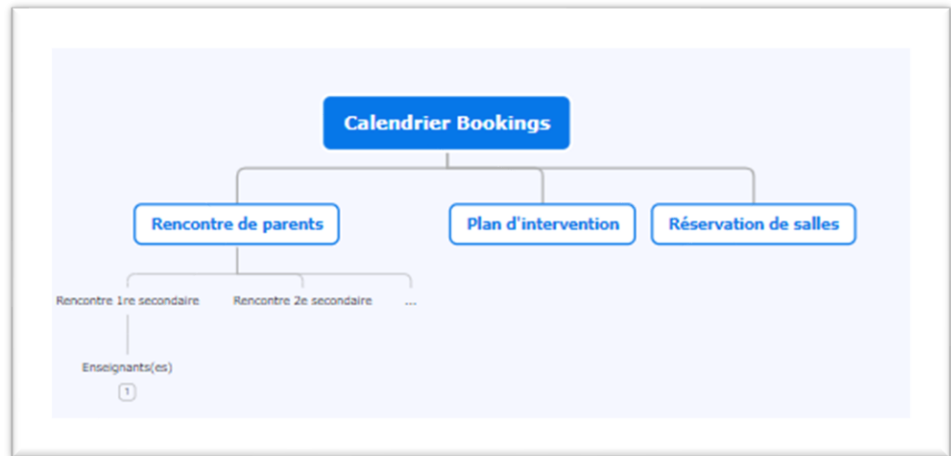 Calendrier Bookings
Rencontre de parents
Plan d'intervention
Réservation de salles
Rencontre 1re secondaire
Rencontre 2e secondaire
...
Enseignants(es)
1